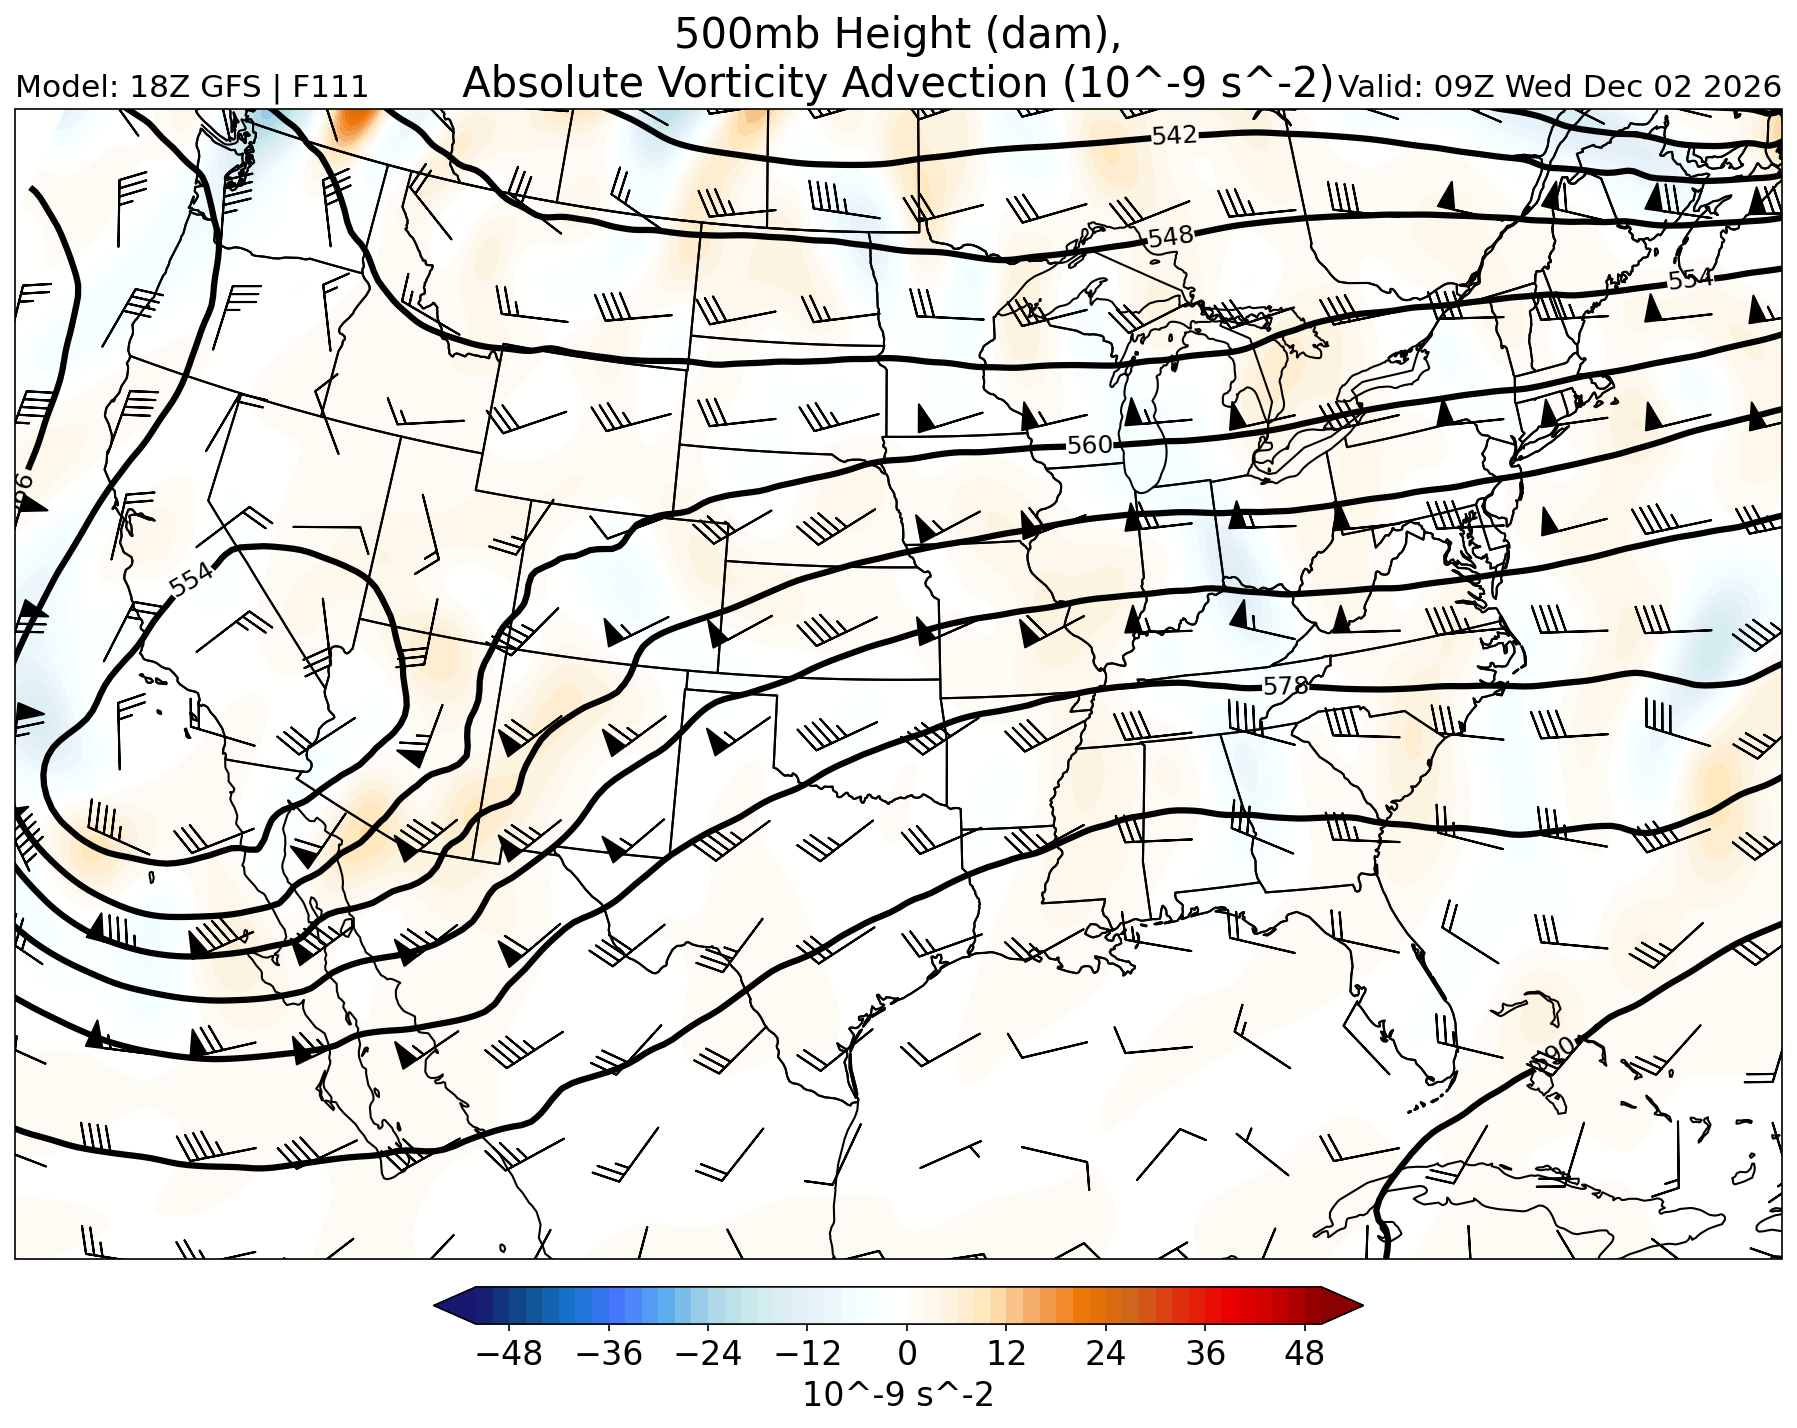 500mb Height (dam),
Model: 18Z GFS | F111
Absolute Vorticity Advection (10^-9 s^-2)
Valid: 09Z Wed Dec 02 2026
542
548
554
560
554
578
−48 −36 −24 −12 0 12 24 36 48
10^-9 s^-2